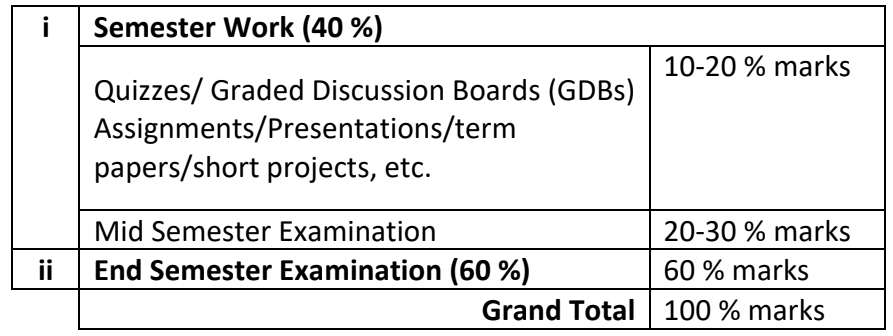 i Semester Work (40 %)
Quizzes/ Graded Discussion Boards (GDBs) 10-20 % marks
Assignments/Presentations/term
papers/short projects, etc.
Mid Semester Examination 20-30 % marks
ii End Semester Examination (60 %) 60 % marks
Grand Total 100 % marks